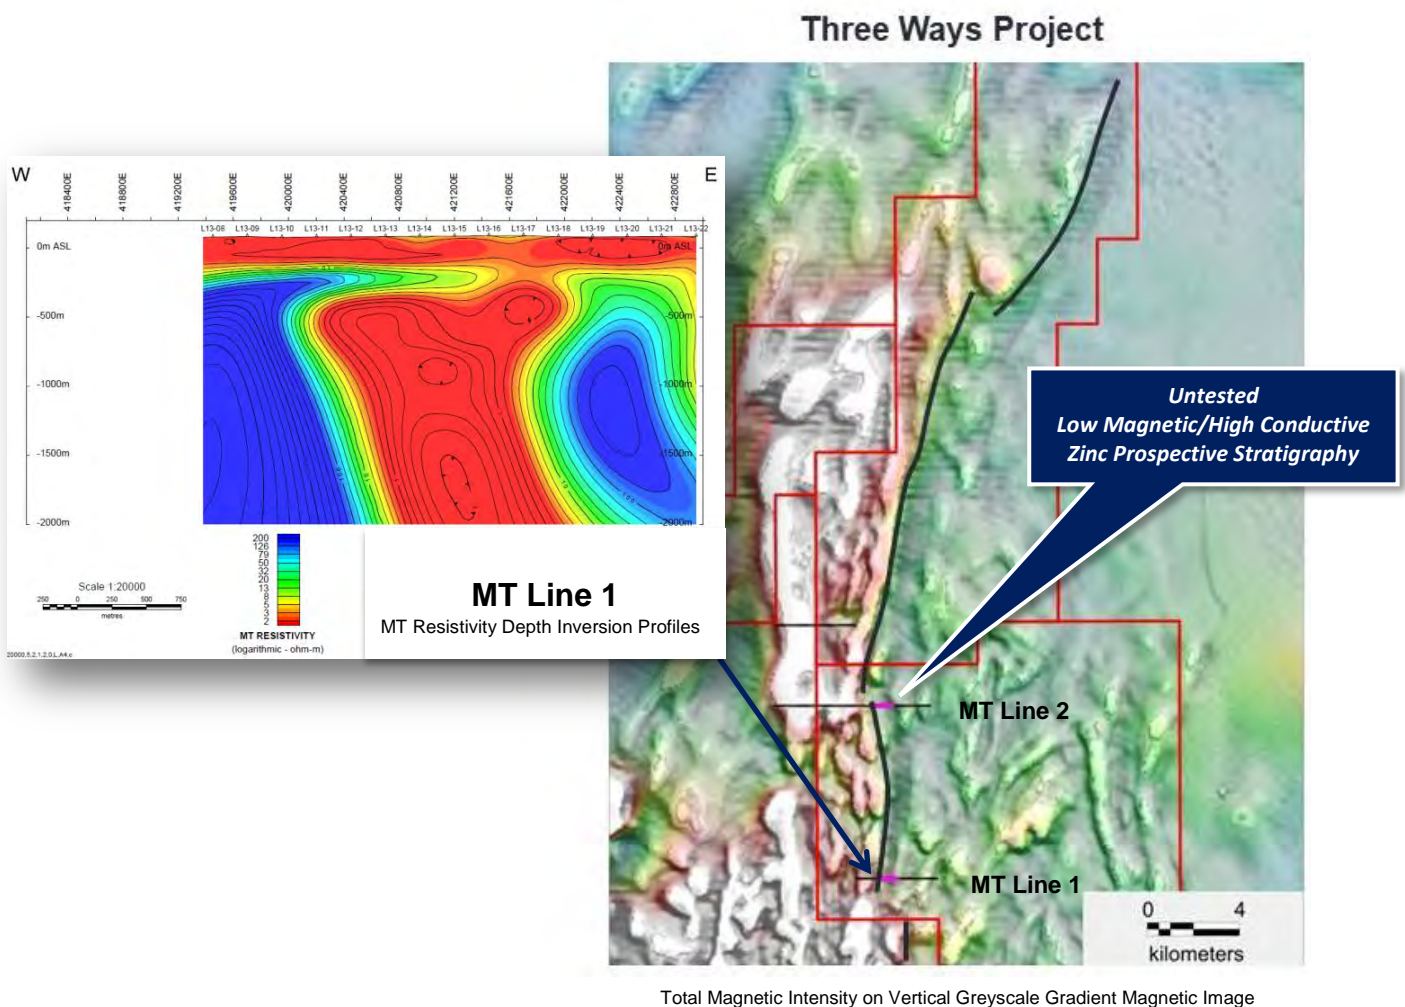 Three Ways Project
W
E
418400E
418800E
419200E
419600E
420000E
420400E
420800E
421200E
421600E
422000E
422400E
422800E
L13-08 L13-09 L13-10 L13-11 L13-12 L13-13 L13-14 L13-15 L13-16 L13-17 L13-18 L13-19 L13-20 L13-21 L13-22
0m ASL
0m ASL
-500m
-500m
-1000m
-1000m
-1500m
-1500m
-2000m
-2000m
200
126
79
50
32
20
13
8
5
3
2
MT RESISTIVITY
(logarithmic - ohm-m)
Scale 1:20000
250 0 250 500 750
metres
MT Line 1
MT Resistivity Depth Inversion Profiles
Untested
Low Magnetic/High Conductive
Zinc Prospective Stratigraphy
MT Line 2
MT Line 1
0 4
kilometers
Total Magnetic Intensity on Vertical Greyscale Gradient Magnetic Image